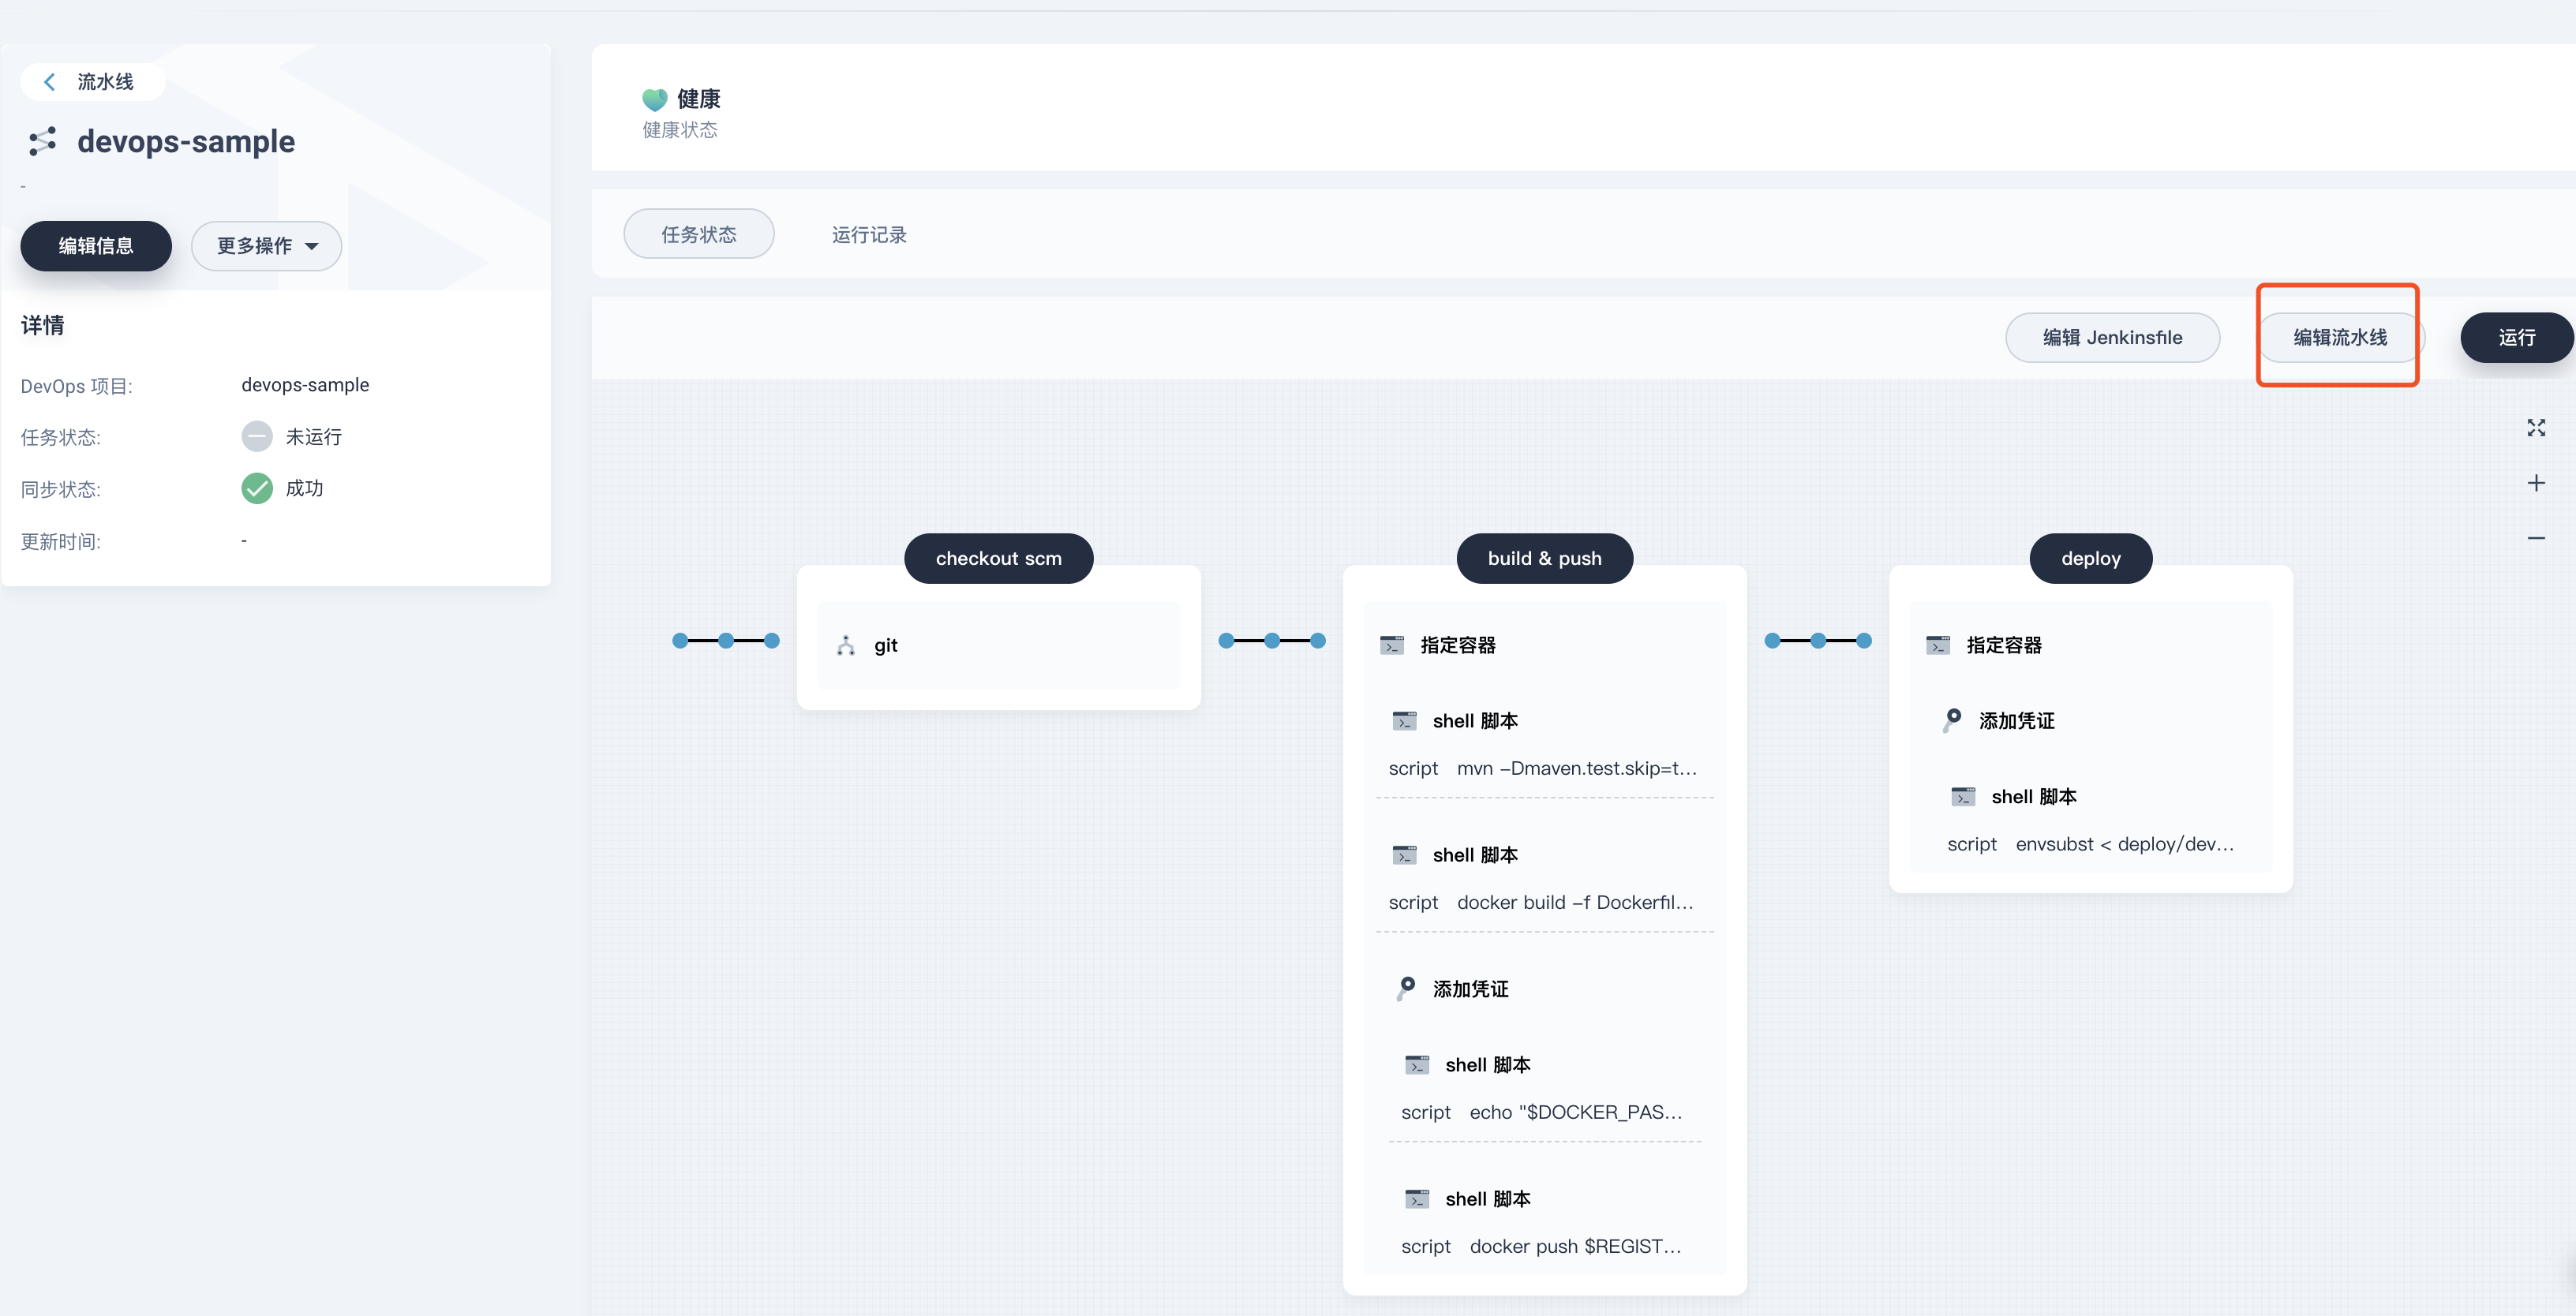 流水线
devops-sample
-
编辑信息
更多操作
详情
DevOps 项目: devops-sample
任务状态: 未运行
同步状态: 成功
更新时间: -
健康
健康状态
任务状态
运行记录
编辑 Jenkinsfile
编辑流水线
运行
checkout scm
git
build & push
指定容器
shell 脚本
script mvn -Dmaven.test.skip=t...
shell 脚本
script docker build -f Dockerfil...
添加凭证
shell 脚本
script echo "$DOCKER_PAS...
shell 脚本
script docker push $REGIST...
deploy
指定容器
添加凭证
shell 脚本
script envsubst < deploy/dev...